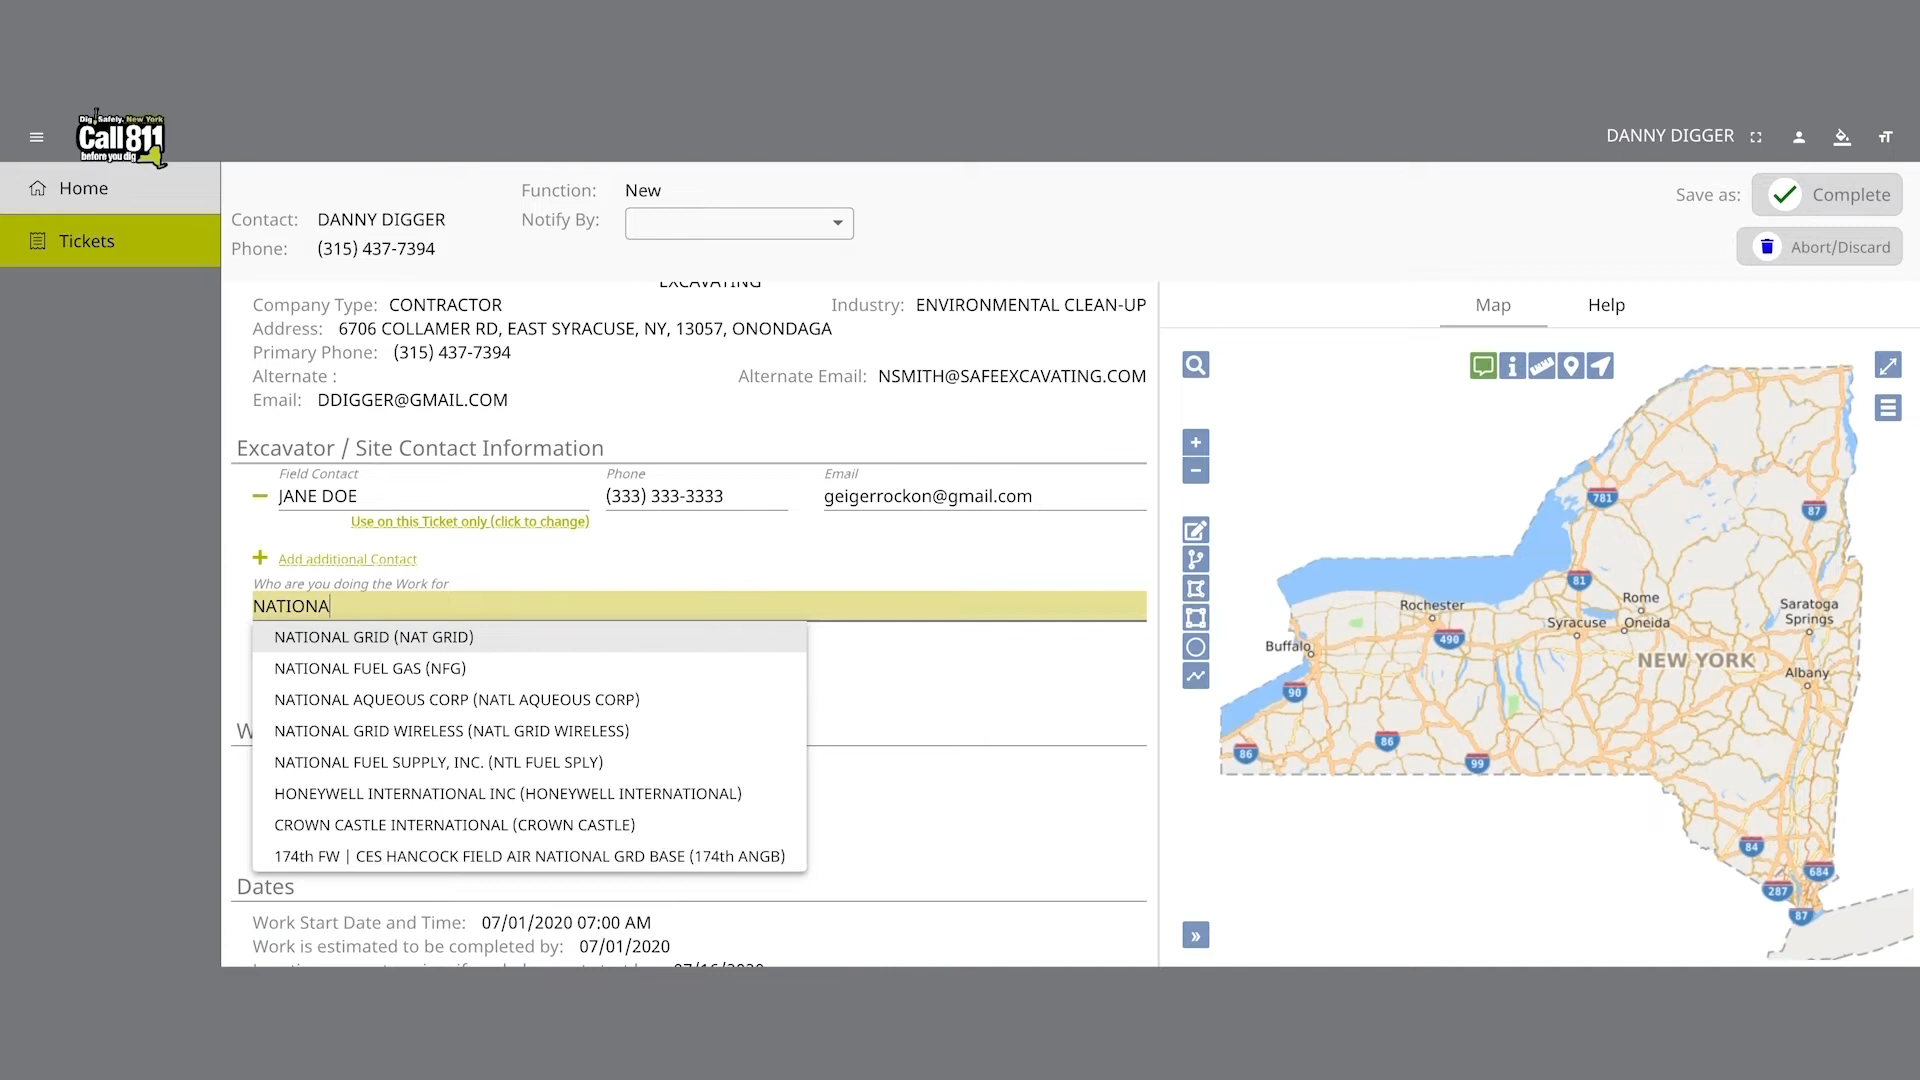 Dig Safely. New York
Call 811
before you dig
DANNY DIGGER
Home
Tickets
Function: New
Contact: DANNY DIGGER
Notify By:
Phone: (315) 437-7394
Save as: Complete
Abort/Discard
EXCAVATING
Company Type: CONTRACTOR
Industry: ENVIRONMENTAL CLEAN-UP
Address: 6706 COLLAMER RD, EAST SYRACUSE, NY, 13057, ONONDAGA
Primary Phone: (315) 437-7394
Alternate :
Alternate Email: NSMITH@SAFEEXCAVATING.COM
Email: DDIGGER@GMAIL.COM
Excavator / Site Contact Information
Field Contact Phone Email
JANE DOE (333) 333-3333 geigerrockon@gmail.com
Use on this Ticket only (click to change)
Add additional Contact
Who are you doing the Work for
NATIONA
NATIONAL GRID (NAT GRID)
NATIONAL FUEL GAS (NFG)
NATIONAL AQUEOUS CORP (NATL AQUEOUS CORP)
NATIONAL GRID WIRELESS (NATL GRID WIRELESS)
NATIONAL FUEL SUPPLY, INC. (NTL FUEL SPLY)
HONEYWELL INTERNATIONAL INC (HONEYWELL INTERNATIONAL)
CROWN CASTLE INTERNATIONAL (CROWN CASTLE)
174th FW | CES HANCOCK FIELD AIR NATIONAL GRD BASE (174th ANGB)
Dates
Work Start Date and Time: 07/01/2020 07:00 AM
Work is estimated to be completed by: 07/01/2020
07/16/2020
Map Help
781
87
81
Rochester
Rome
Saratoga
Springs
Syracuse
Oneida
490
Buffalo
NEW YORK
Albany
90
86
86
99
84
684
287
87